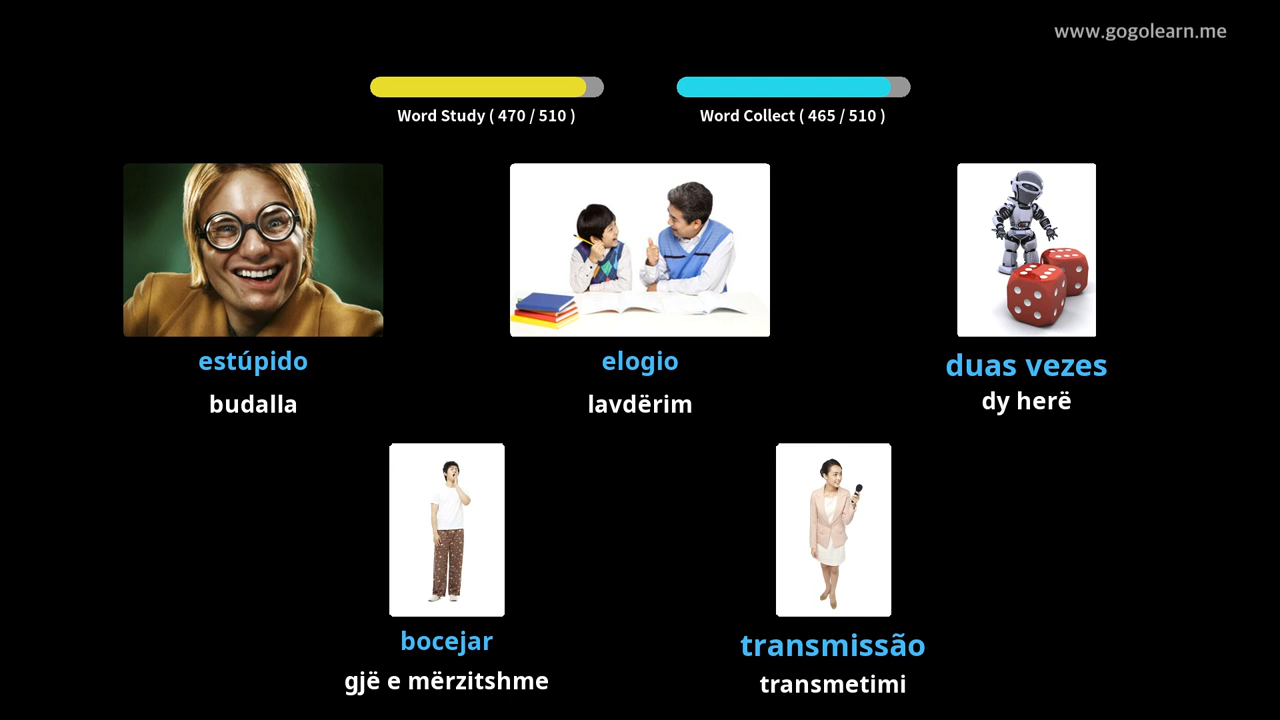 www.gogolearn.me
Word Study ( 470 / 510 )
Word Collect ( 465 / 510 )
estúpido
budalla
elogio
lavdërim
duas vezes
dy herë
bocejar
gjë e mërzitshme
transmissão
transmetimi